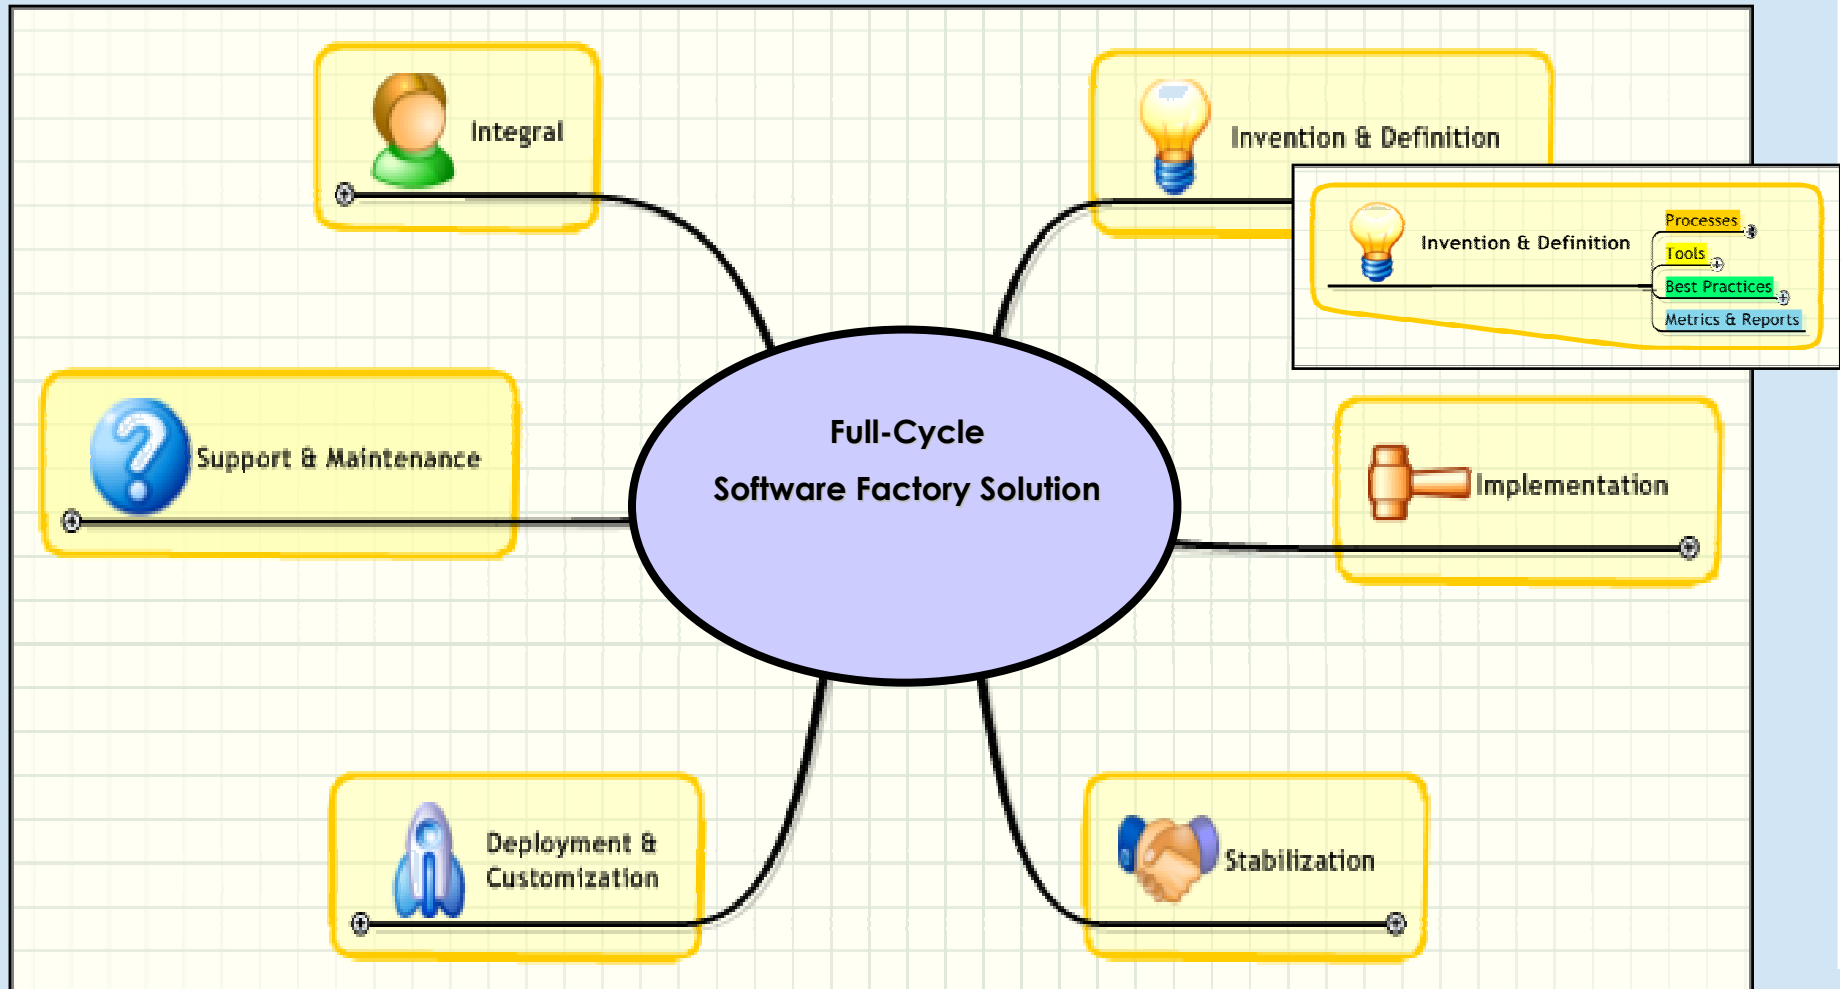 Integral
Invention & Definition
Invention & Definition
Processes
Tools
Best Practices
Metrics & Reports
Full-Cycle
Software Factory Solution
Support & Maintenance
Implementation
Deployment &
Customization
Stabilization